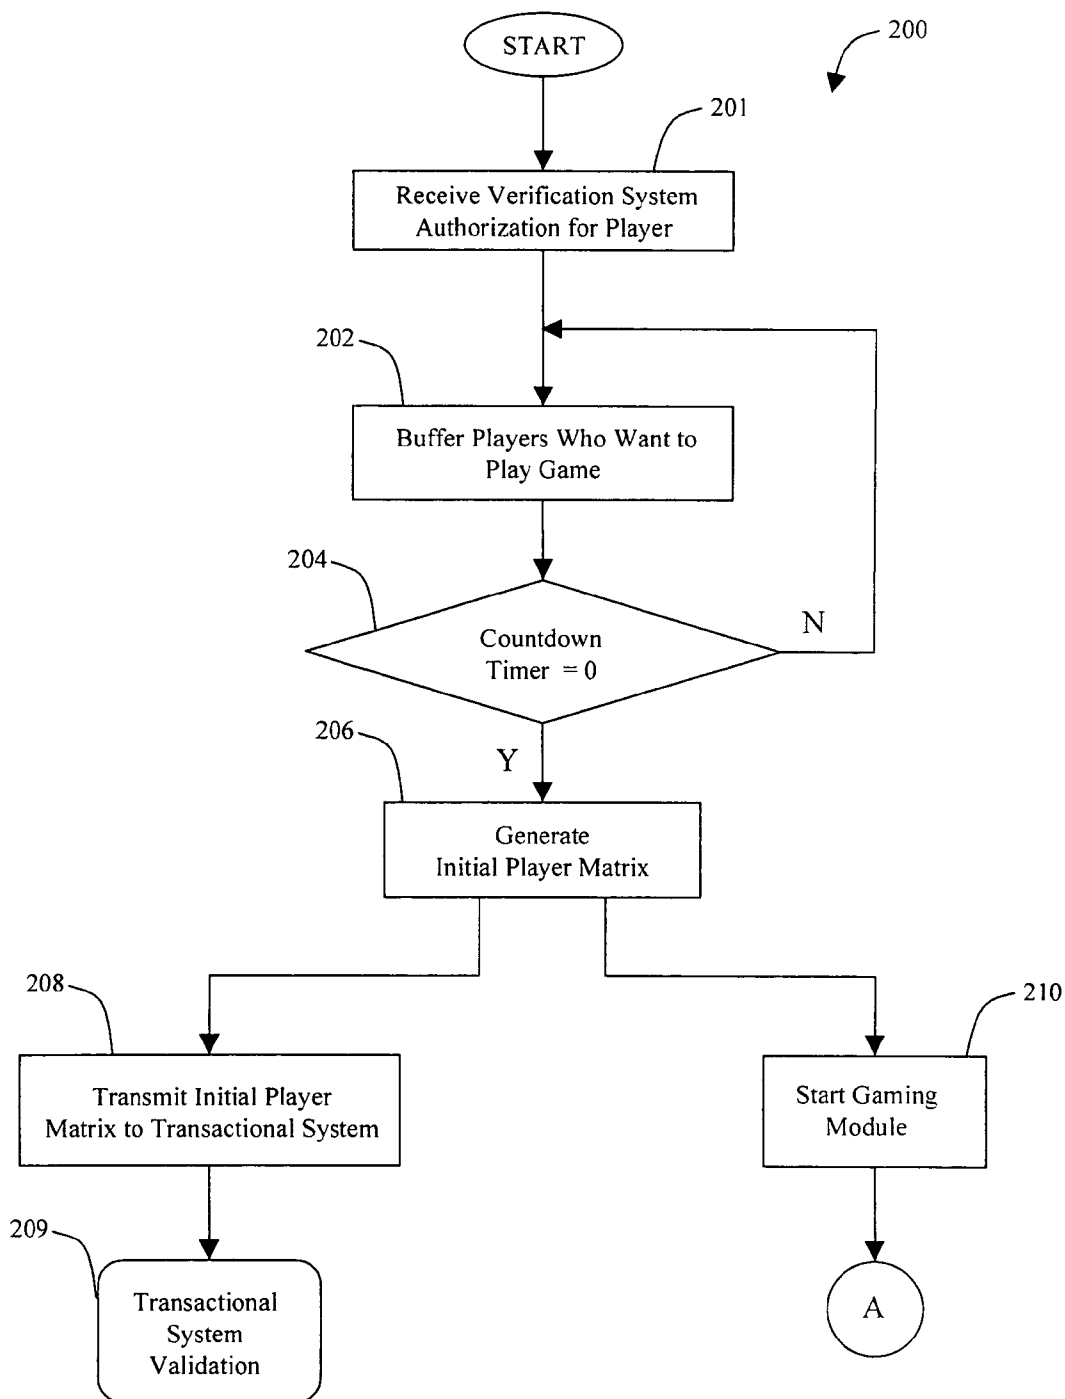 START
200
201
Receive Verification System
Authorization for Player
202
Buffer Players Who Want to
Play Game
204
N
Countdown
Timer = 0
206
Y
Generate
Initial Player Matrix
208
210
Transmit Initial Player
Matrix to Transactional System
Start Gaming
Module
209
Transactional
System
Validation
A